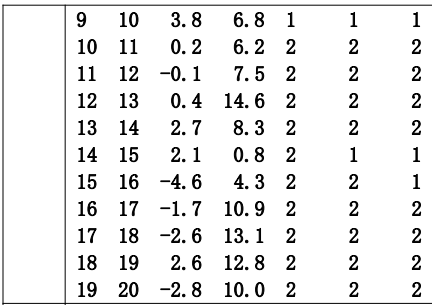 9 10 3.8 6.8 1 1 1
10 11 0.2 6.2 2 2 2
11 12 -0.1 7.5 2 2 2
12 13 0.4 14.6 2 2 2
13 14 2.7 8.3 2 2 2
14 15 2.1 0.8 2 1 1
15 16 -4.6 4.3 2 2 1
16 17 -1.7 10.9 2 2 2
17 18 -2.6 13.1 2 2 2
18 19 2.6 12.8 2 2 2
19 20 -2.8 10.0 2 2 2